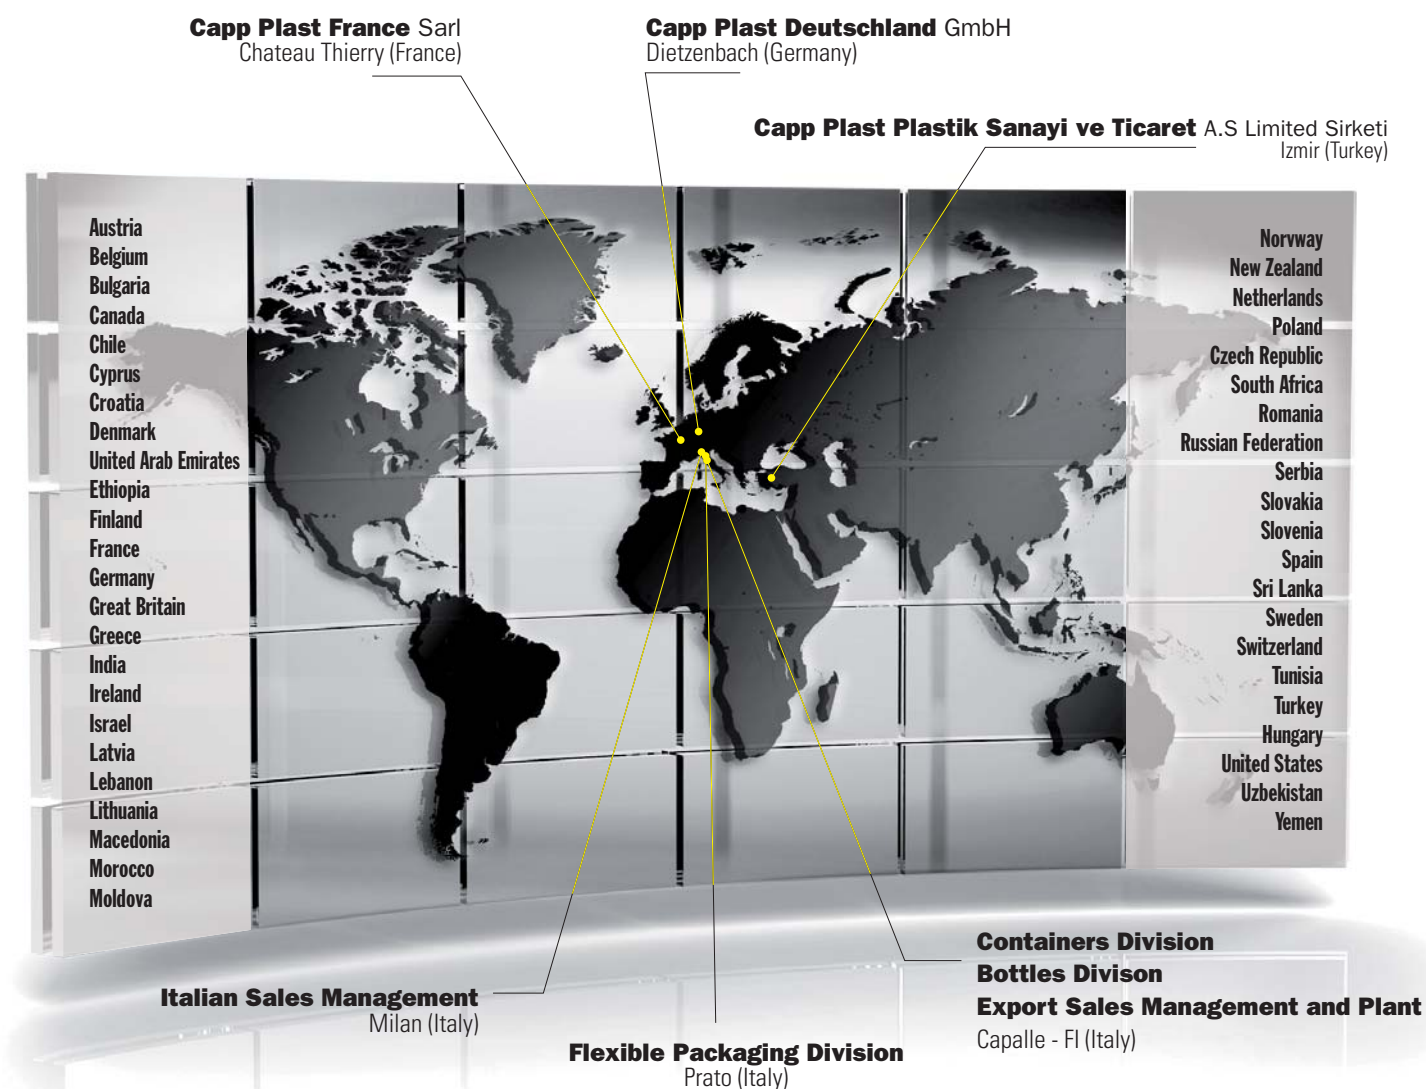 Capp Plast France Sarl
Chateau Thierry (France)
Capp Plast Deutschland GmbH
Dietzenbach (Germany)
Capp Plast Plastik Sanayi ve Ticaret A.S Limited Sirketi
Izmir (Turkey)
Austria
Belgium
Bulgaria
Canada
Chile
Cyprus
Croatia
Denmark
United Arab Emirates
Ethiopia
Finland
France
Germany
Great Britain
Greece
India
Ireland
Israel
Latvia
Lebanon
Lithuania
Macedonia
Morocco
Moldova
Norvway
New Zealand
Netherlands
Poland
Czech Republic
South Africa
Romania
Russian Federation
Serbia
Slovakia
Slovenia
Spain
Sri Lanka
Sweden
Switzerland
Tunisia
Turkey
Hungary
United States
Uzbekistan
Yemen
Italian Sales Management
Milan (Italy)
Flexible Packaging Division
Prato (Italy)
Containers Division
Bottles Divison
Export Sales Management and Plant
Capalle - FI (Italy)